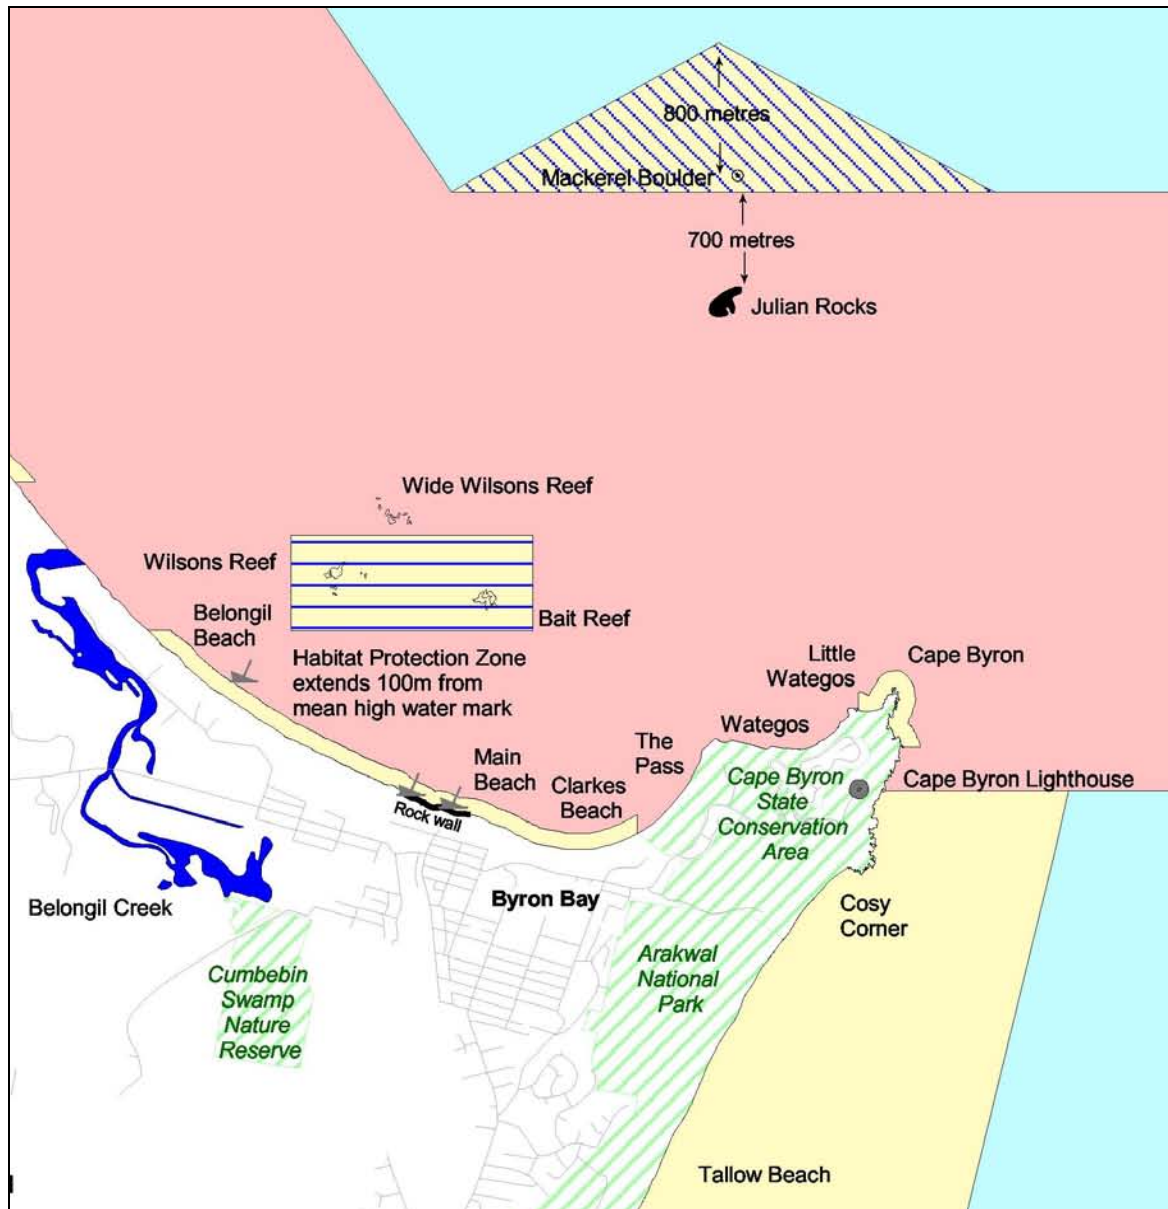 800 metres
Mackerel Boulder
700 metres
Julian Rocks
Wide Wilsons Reef
Wilsons Reef
Belongil
Beach
Bait Reef
Habitat Protection Zone
extends 100m from
mean high water mark
Little
Wategos
Cape Byron
Wategos
The
Pass
Main
Beach
Clarkes
Beach
Rock wall
Cape Byron
State
Conservation
Area
Cape Byron Lighthouse
Byron Bay
Belongil Creek
Cosy
Corner
Arakwal
National
Park
Cumbebin
Swamp
Nature
Reserve
Tallow Beach